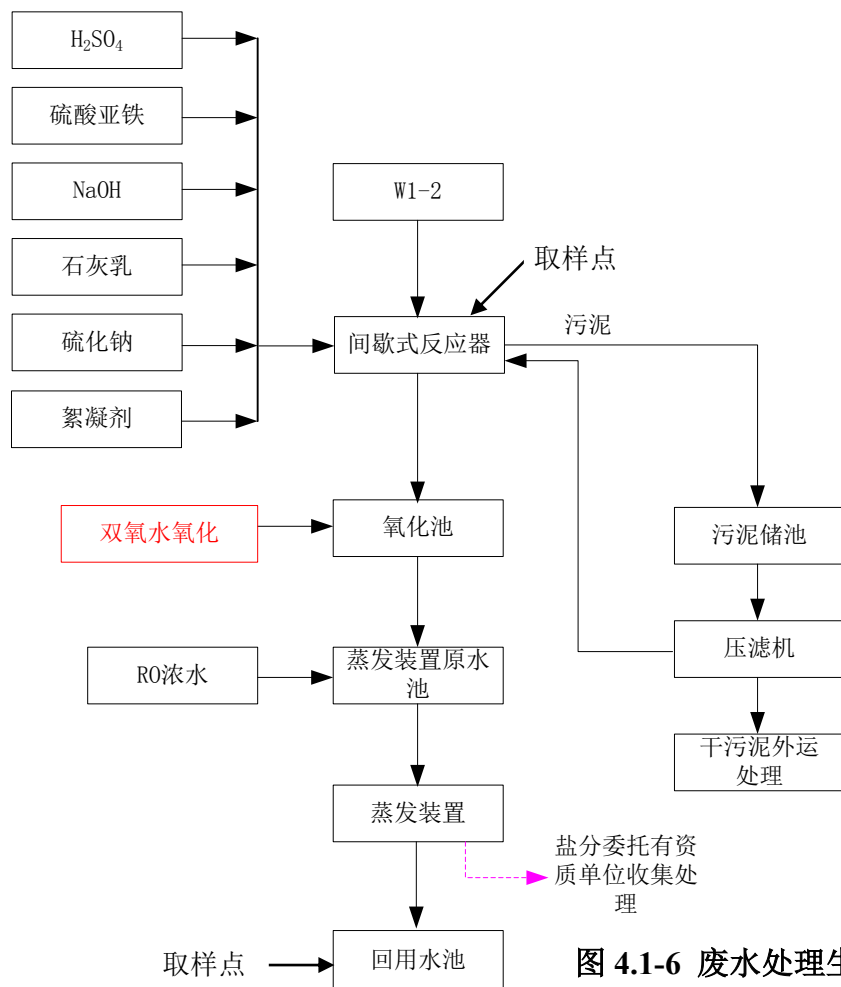 H₂SO₄
硫酸亚铁
NaOH
W1-2
石灰乳
取样点
硫化钠
间歇式反应器
污泥
絮凝剂
双氧水氧化
氧化池
污泥储池
RO浓水
蒸发装置原水
池
压滤机
干污泥外运
处理
蒸发装置
盐分委托有资
质单位收集处
理
取样点
回用水池
图 4.1-6 废水处理生